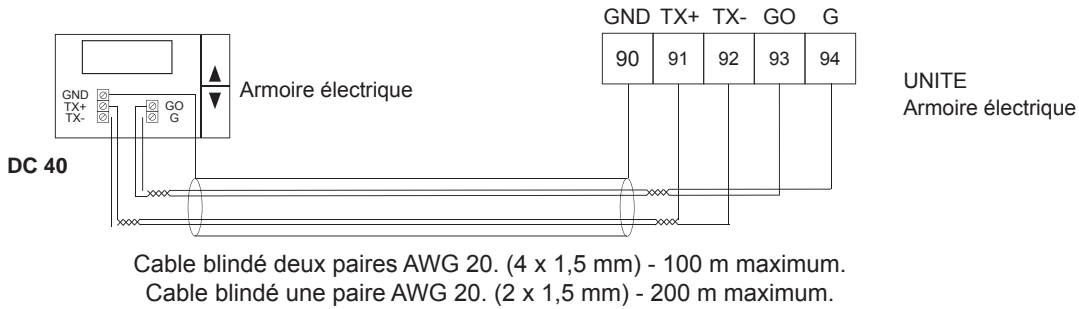 GND TX+ TX- GO G
90 91 92 93 94
UNITE
Armoire électrique
Armoire électrique
GND
TX+
TX-
GO
G
DC 40
Cable blindé deux paires AWG 20. (4 x 1,5 mm) - 100 m maximum.
Cable blindé une paire AWG 20. (2 x 1,5 mm) - 200 m maximum.